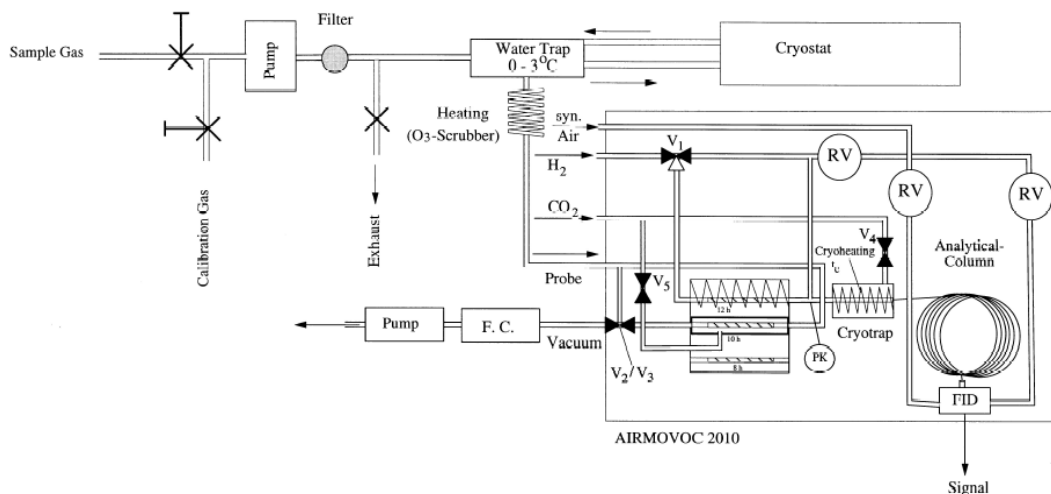 Filter
Sample Gas
Pump
Water Trap
0 - 3°C
Cryostat
Heating
(O₃-Scrubber)
syn.
Air
V₁
H₂
RV
RV
RV
Calibration Gas
Exhaust
CO₂
V₄
Cryoheating
t_c
Analytical-
Column
Probe
V₅
12 h
Pump
F. C.
Vacuum
10 h
Cryotrap
PK
V₂/V₃
8 h
FID
AIRMOVOC 2010
Signal